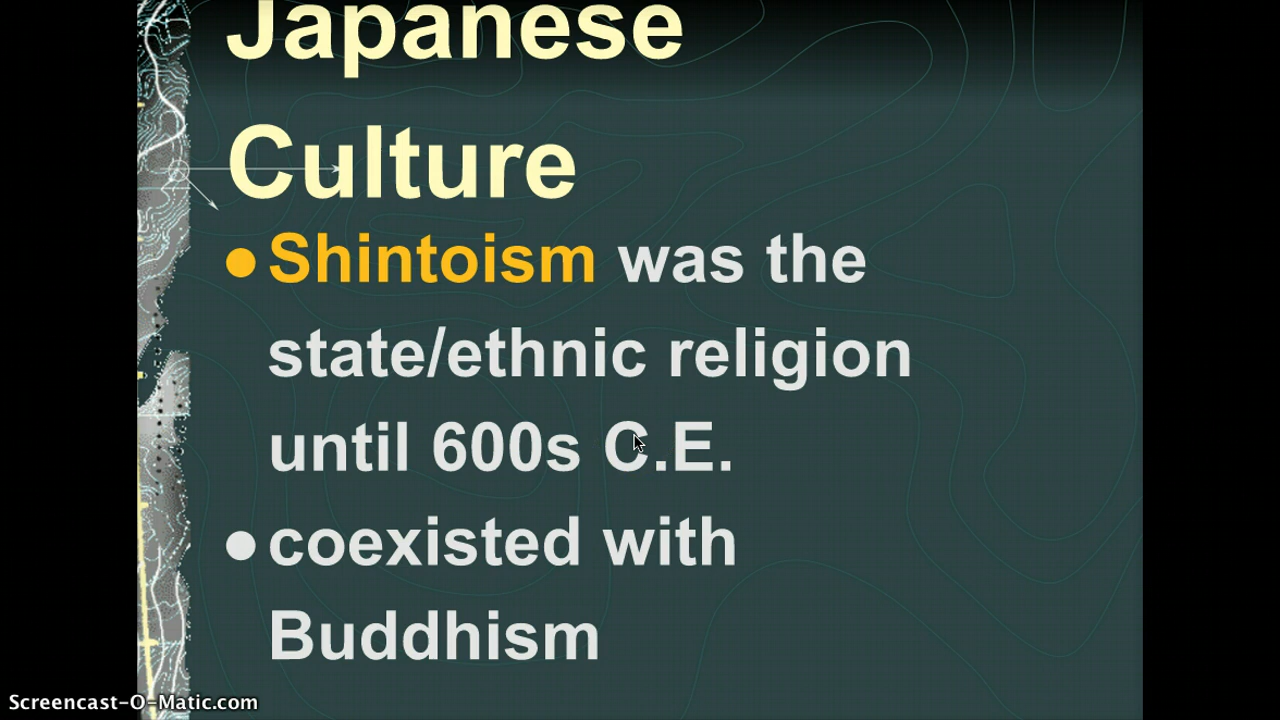 Japanese
Culture
●Shintoism was the
state/ethnic religion
until 600s C.E.
●coexisted with
Buddhism
Screencast-O-Matic.com